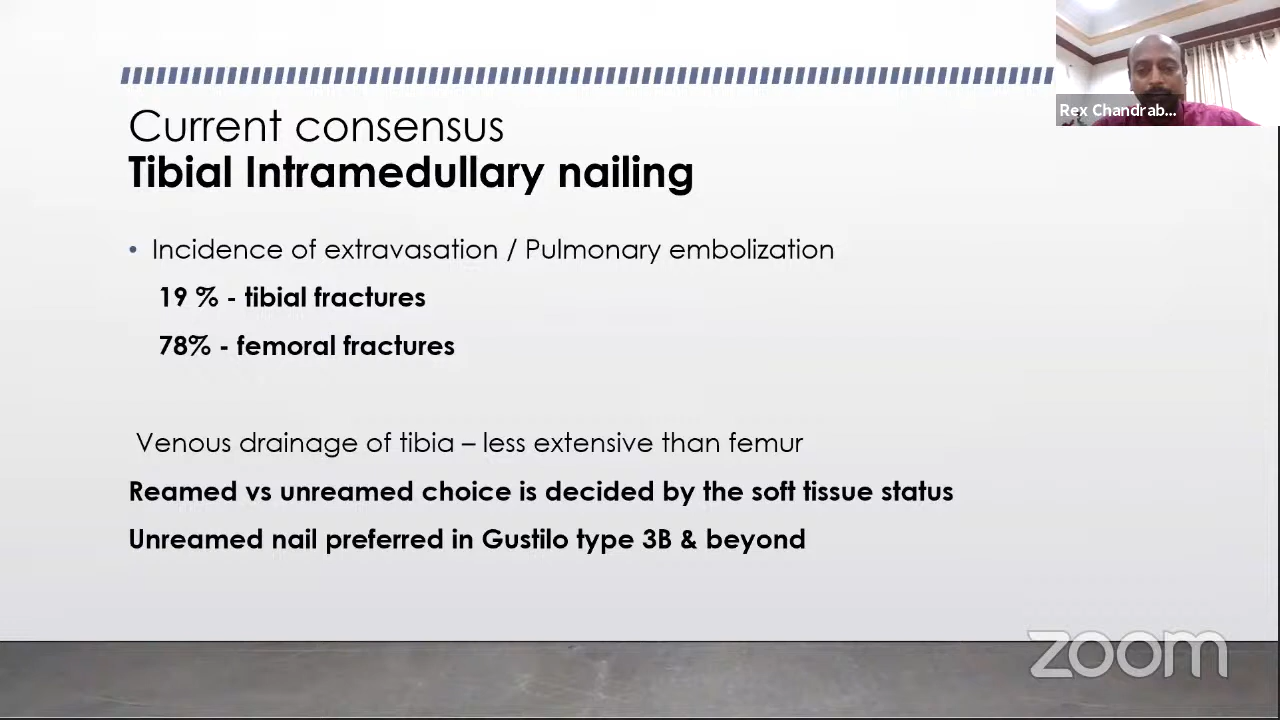 Rex Chandrab...
Current consensus
Tibial Intramedullary nailing
• Incidence of extravasation / Pulmonary embolization
19 % - tibial fractures
78% - femoral fractures
Venous drainage of tibia – less extensive than femur
Reamed vs unreamed choice is decided by the soft tissue status
Unreamed nail preferred in Gustilo type 3B & beyond
zoom